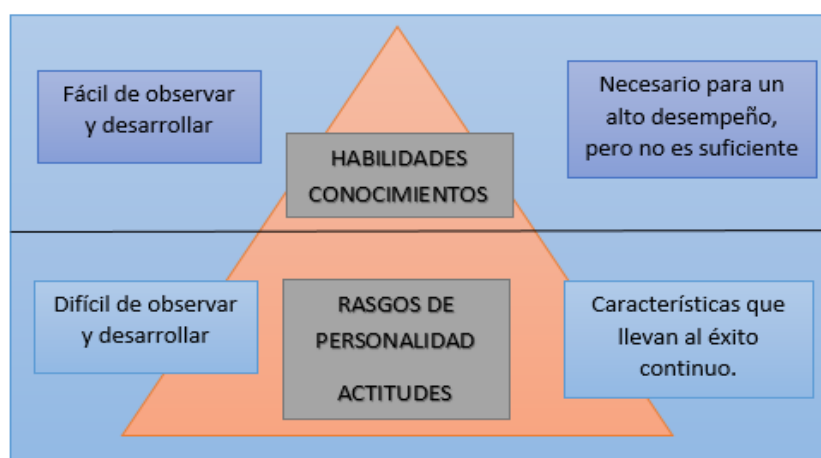 Fácil de observar
y desarrollar
Necesario para un
alto desempeño,
pero no es suficiente
HABILIDADES
CONOCIMIENTOS
Difícil de observar
y desarrollar
RASGOS DE
PERSONALIDAD
ACTITUDES
Características que
llevan al éxito
continuo.